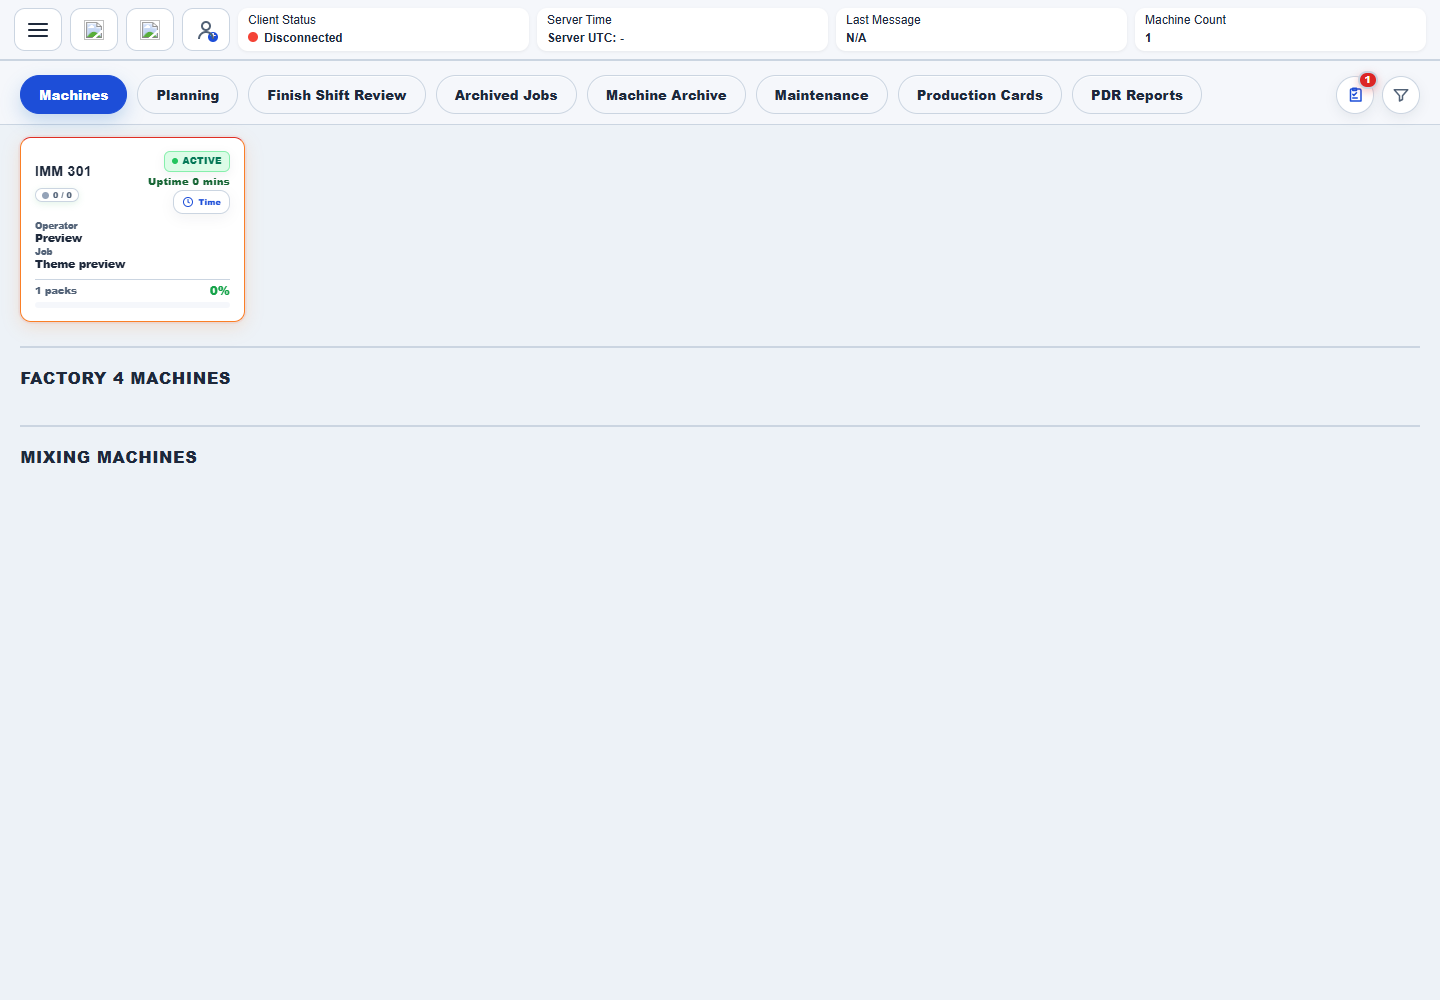 Client Status
Disconnected
Server Time
Server UTC: -
Last Message
N/A
Machine Count
1
Machines
Planning
Finish Shift Review
Archived Jobs
Machine Archive
Maintenance
Production Cards
PDR Reports
1
IMM 301
ACTIVE
Uptime 0 mins
0 / 0
Time
Operator
Preview
Job
Theme preview
1 packs
0%
FACTORY 4 MACHINES
MIXING MACHINES